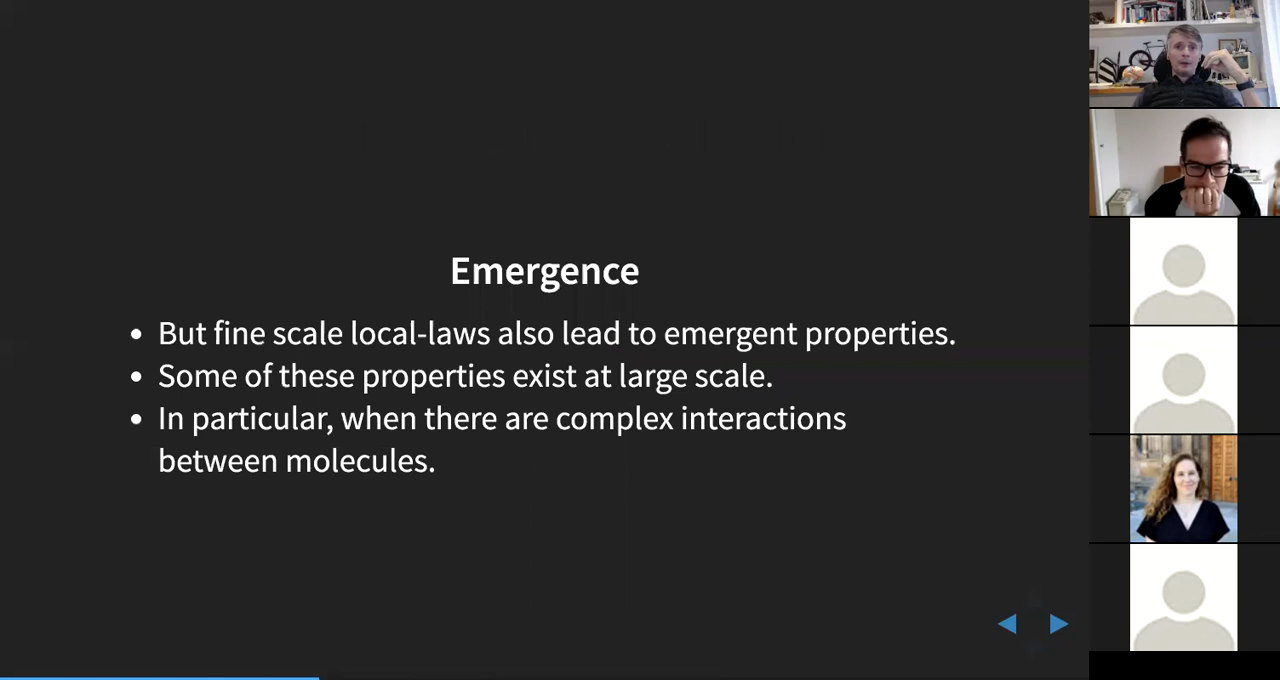 Emergence
• But fine scale local-laws also lead to emergent properties.
• Some of these properties exist at large scale.
• In particular, when there are complex interactions
between molecules.